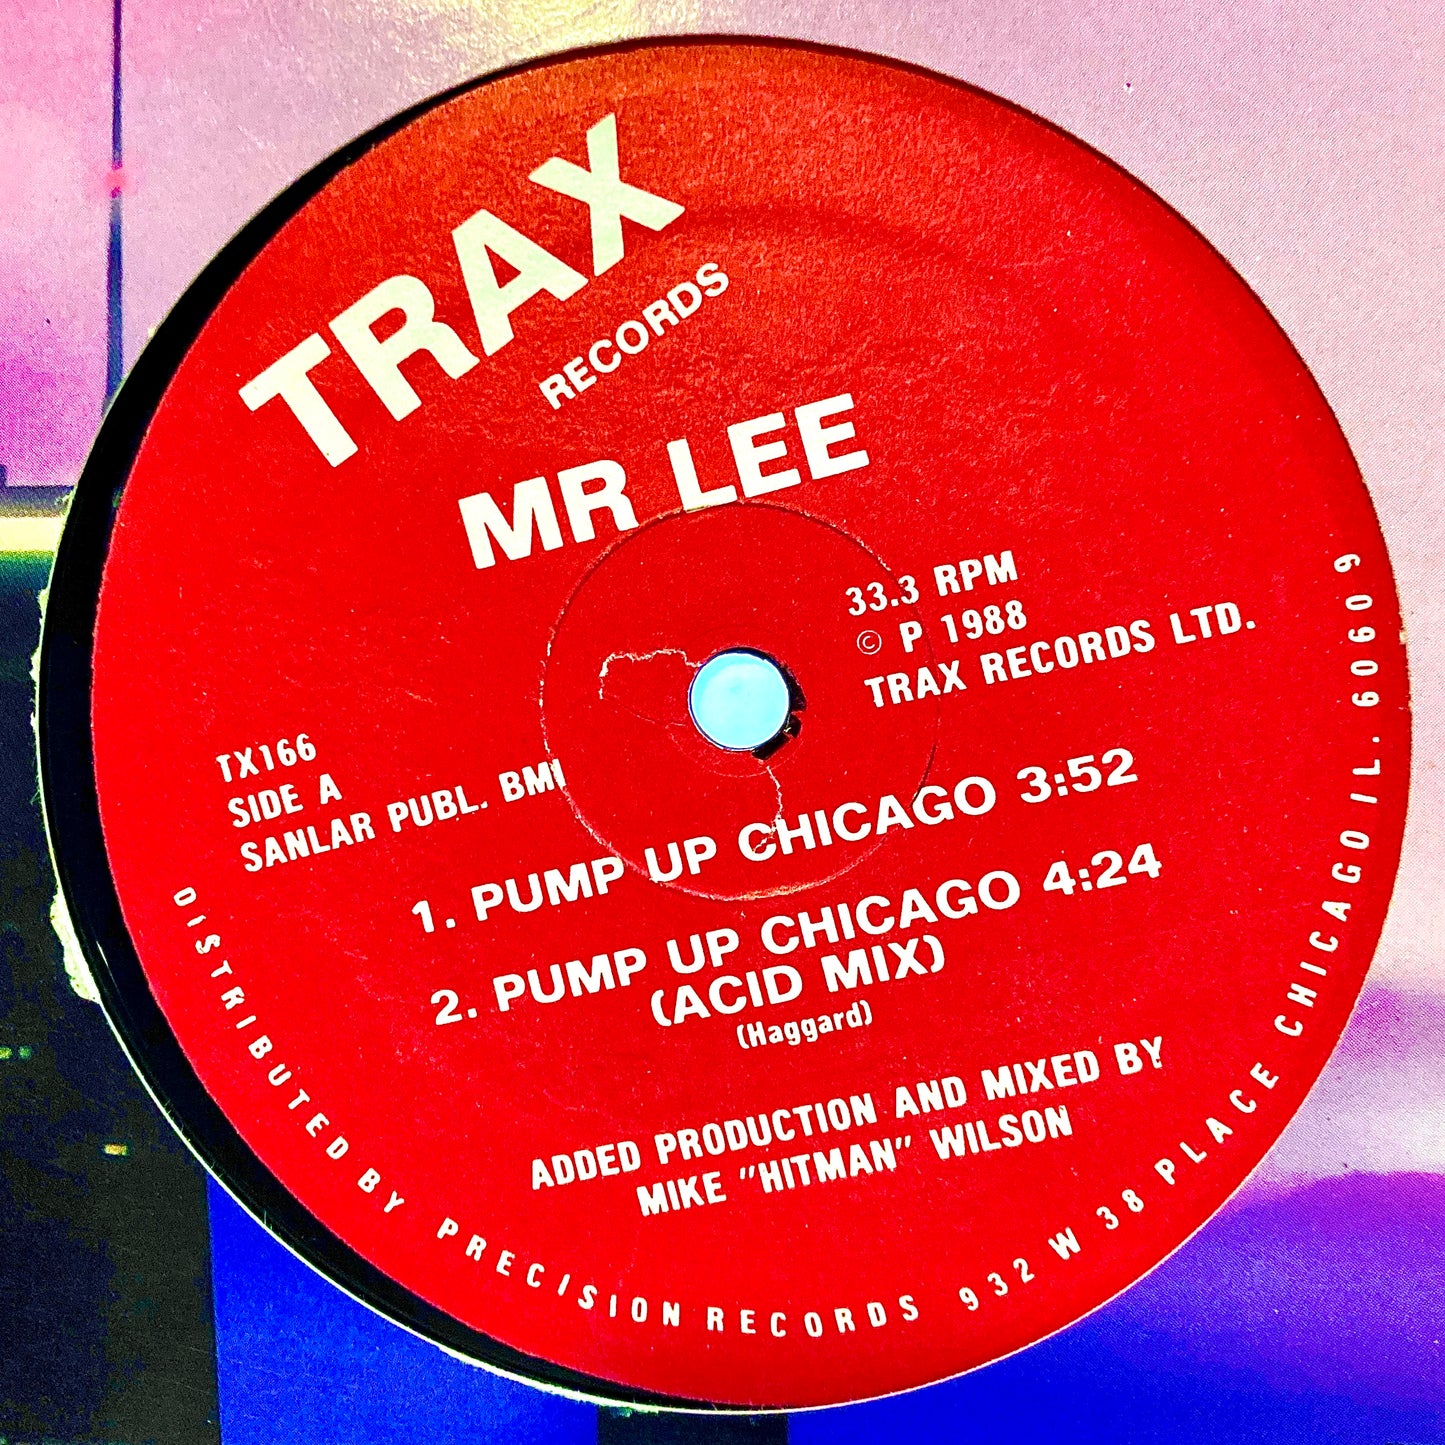 TRAX
RECORDS
MR LEE
33.3 RPM
© P 1988
TRAX RECORDS LTD.
TX166
SIDE A
SANLAR PUBL. BMI
1. PUMP UP CHICAGO 3:52
2. PUMP UP CHICAGO 4:24
(ACID MIX)
(Haggard)
ADDED PRODUCTION AND MIXED BY
MIKE "HITMAN" WILSON
DISTRIBUTED BY PRECISION RECORDS 932 W 38 PLACE CHICAGO IL. 60609